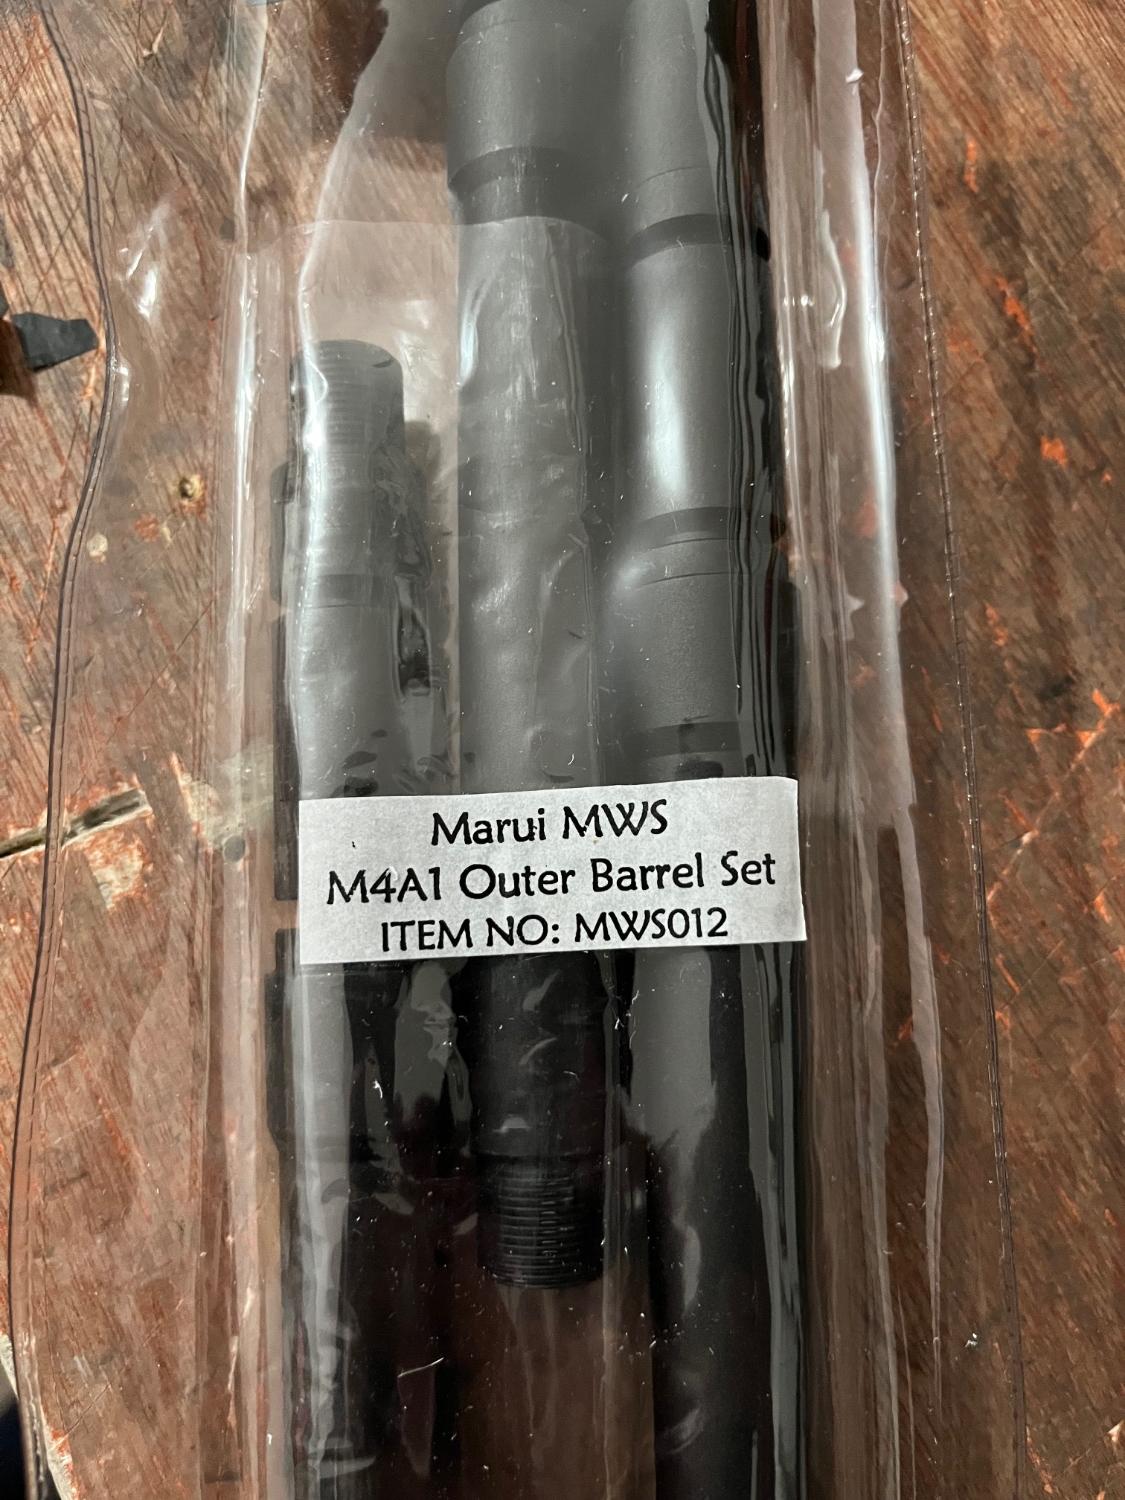 Marui MWS
M4A1 Outer Barrel Set
ITEM NO: MWS012